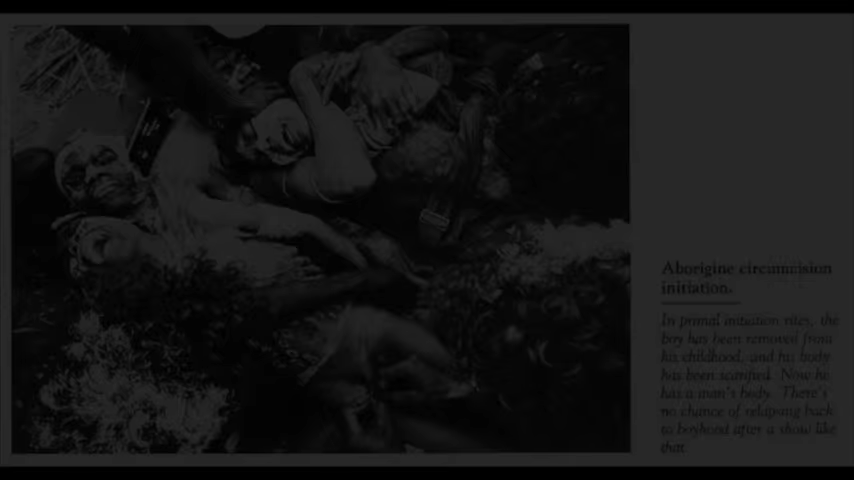 Aborigine circumcision
initiation.
In primal initiation rites, the
boy has been removed from
his childhood, and his body
has been scarified. Now he
has a man's body. There's
no chance of relapsing back
to boyhood after a show like
that.